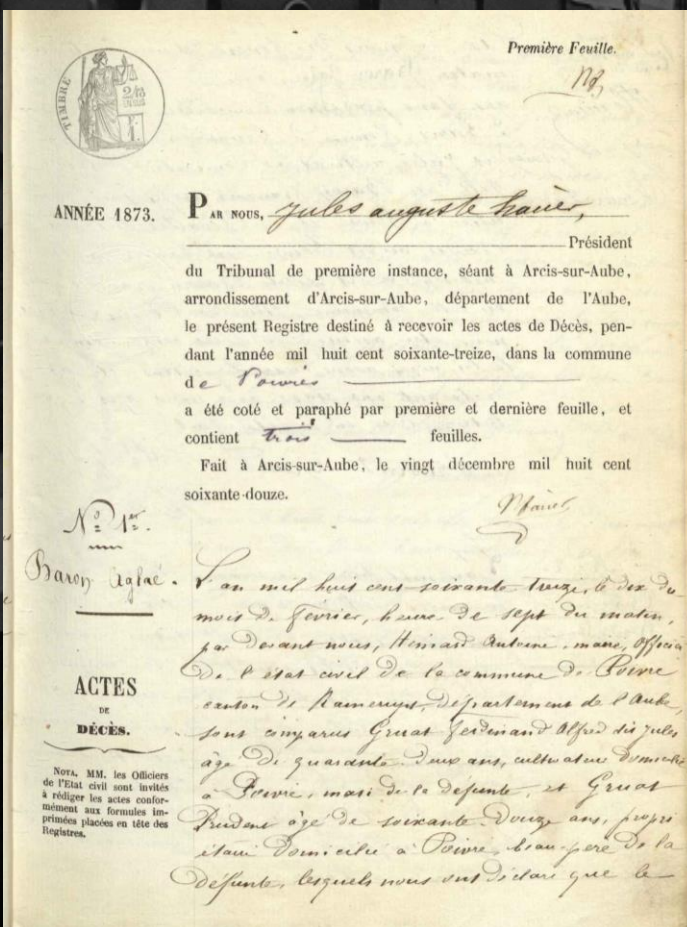 Première Feuille.
TIMBRE
ANNÉE 1873.
PAR NOUS, Jules auguste
Président
du Tribunal de première instance, séant à Arcis-sur-Aube,
arrondissement d'Arcis-sur-Aube, département de l'Aube,
le présent Registre destiné à recevoir les actes de Décès, pen-
dant l'année mil huit cent soixante-treize, dans la commune
de Poivres
a été coté et paraphé par première et dernière feuille, et
contient trois feuilles.
Fait à Arcis-sur-Aube, le vingt décembre mil huit cent
soixante-douze.
N° 1er.
Baron Aglaé.
ACTES
DE
DÉCÈS.
NOTA. MM. les Officiers
de l'Etat civil sont invités
à rédiger les actes confor-
mément aux formules im-
primées placées en tête des
Registres.
L'an mil huit cent soixante treize, le dix du
mois de février, heure de sept du matin,
par devant nous, Antoine, maire, officier
de l'état civil de la commune de Poivre
canton de Ramerupt, département de l'Aube,
sont comparus Gruat Ferdinand Alfred dit Jules
âgé de quarante deux ans, cultivateur domicilié
à Poivre, mari de la défunte, et Gruat
Prudent âgé de soixante douze ans, propri
étaire domicilié à Poivre, beau-père de la
défunte, lesquels nous ont déclaré que le